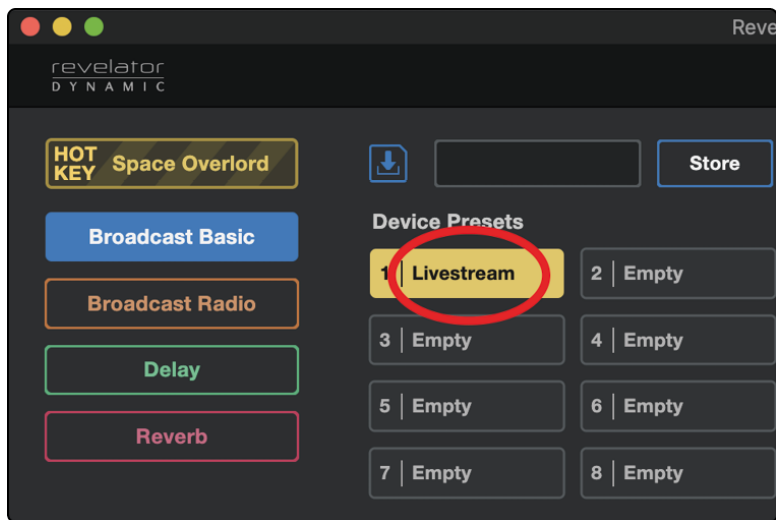 Reve
revelator
DYNAMIC
HOT KEY Space Overlord
Store
Broadcast Basic
Device Presets
1 Livestream
2 Empty
Broadcast Radio
3 Empty
4 Empty
Delay
5 Empty
6 Empty
Reverb
7 Empty
8 Empty